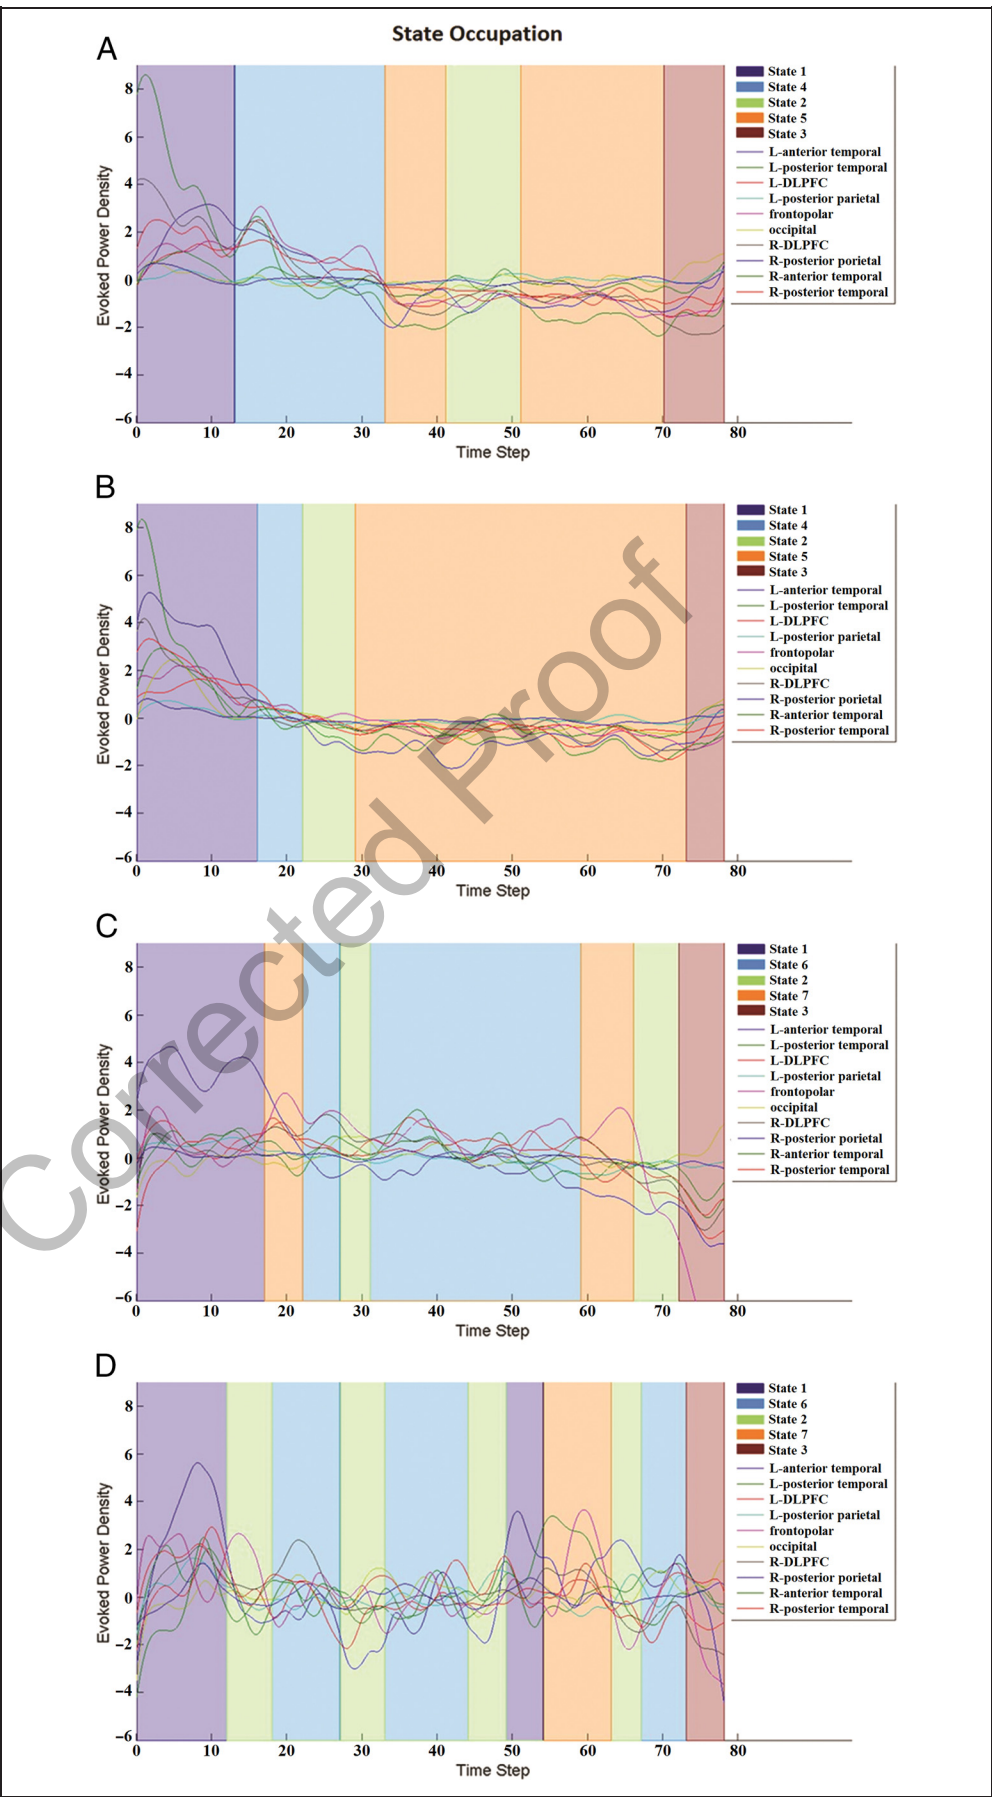 State Occupation
A
Evoked Power Density
8
6
4
2
0
−2
−4
−6
0 10 20 30 40 50 60 70 80
Time Step
State 1
State 4
State 2
State 5
State 3
L-anterior temporal
L-posterior temporal
L-DLPFC
L-posterior parietal
frontopolar
occipital
R-DLPFC
R-posterior porietal
R-anterior temporal
R-posterior temporal
B
Evoked Power Density
8
6
4
2
0
−2
−4
−6
0 10 20 30 40 50 60 70 80
Time Step
State 1
State 4
State 2
State 5
State 3
L-anterior temporal
L-posterior temporal
L-DLPFC
L-posterior parietal
frontopolar
occipital
R-DLPFC
R-posterior porietal
R-anterior temporal
R-posterior temporal
C
Evoked Power Density
8
6
4
2
0
−2
−4
−6
0 10 20 30 40 50 60 70 80
Time Step
State 1
State 6
State 2
State 7
State 3
L-anterior temporal
L-posterior temporal
L-DLPFC
L-posterior parietal
frontopolar
occipital
R-DLPFC
R-posterior porietal
R-anterior temporal
R-posterior temporal
D
Evoked Power Density
8
6
4
2
0
−2
−4
−6
0 10 20 30 40 50 60 70 80
Time Step
State 1
State 6
State 2
State 7
State 3
L-anterior temporal
L-posterior temporal
L-DLPFC
L-posterior parietal
frontopolar
occipital
R-DLPFC
R-posterior porietal
R-anterior temporal
R-posterior temporal
Corrected Proof